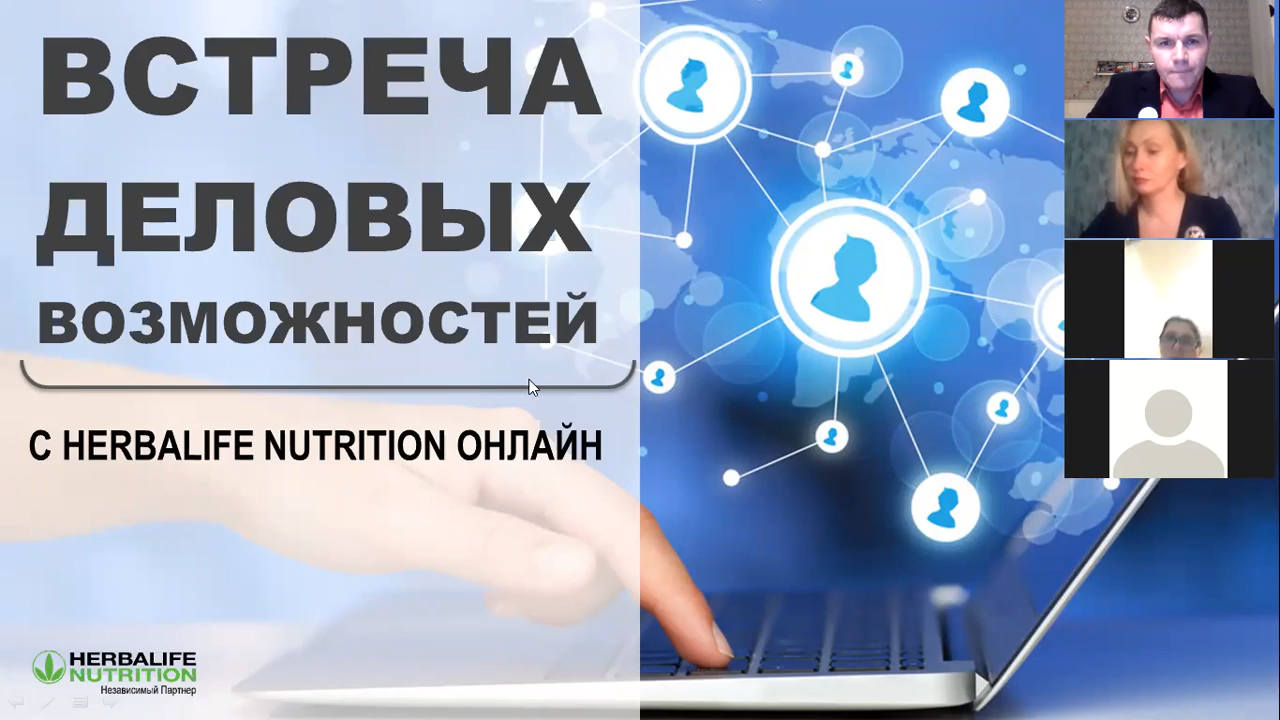 ВСТРЕЧА
ДЕЛОВЫХ
ВОЗМОЖНОСТЕЙ
С HERBALIFE NUTRITION ОНЛАЙН
HERBALIFE
NUTRITION
Независимый Партнер